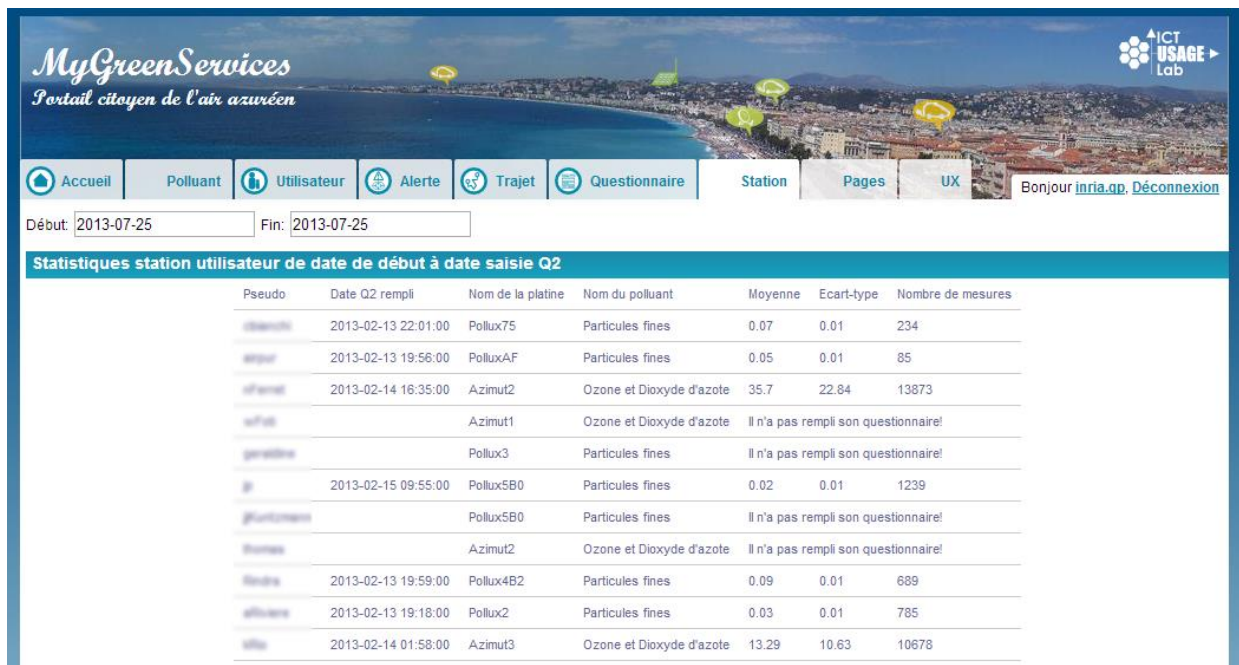 MyGreenServices
Portail citoyen de l'air azuréen
ICT
USAGE
Lab
Accueil Polluant Utilisateur Alerte Trajet Questionnaire Station Pages UX Bonjour inria.qp, Déconnexion
Début: 2013-07-25 Fin: 2013-07-25
Statistiques station utilisateur de date de début à date saisie Q2
Pseudo Date Q2 rempli Nom de la platine Nom du polluant Moyenne Ecart-type Nombre de mesures
2013-02-13 22:01:00 Pollux75 Particules fines 0.07 0.01 234
2013-02-13 19:56:00 PolluxAF Particules fines 0.05 0.01 85
2013-02-14 16:35:00 Azimut2 Ozone et Dioxyde d'azote 35.7 22.84 13873
Azimut1 Ozone et Dioxyde d'azote Il n'a pas rempli son questionnaire!
Pollux3 Particules fines Il n'a pas rempli son questionnaire!
2013-02-15 09:55:00 Pollux5B0 Particules fines 0.02 0.01 1239
Pollux5B0 Particules fines Il n'a pas rempli son questionnaire!
Azimut2 Ozone et Dioxyde d'azote Il n'a pas rempli son questionnaire!
2013-02-13 19:59:00 Pollux4B2 Particules fines 0.09 0.01 689
2013-02-13 19:18:00 Pollux2 Particules fines 0.03 0.01 785
2013-02-14 01:58:00 Azimut3 Ozone et Dioxyde d'azote 13.29 10.63 10678